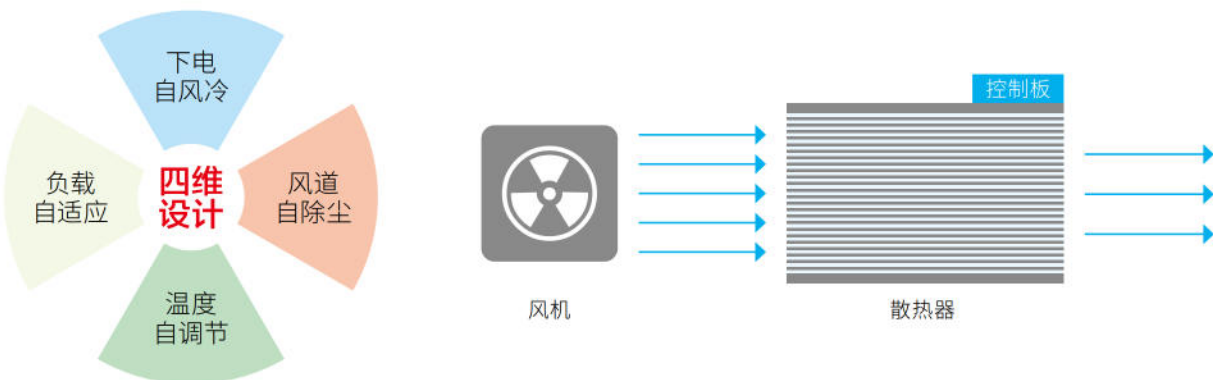 下电
自风冷
负载
自适应
四维
设计
风道
自除尘
温度
自调节
控制板
风机
散热器